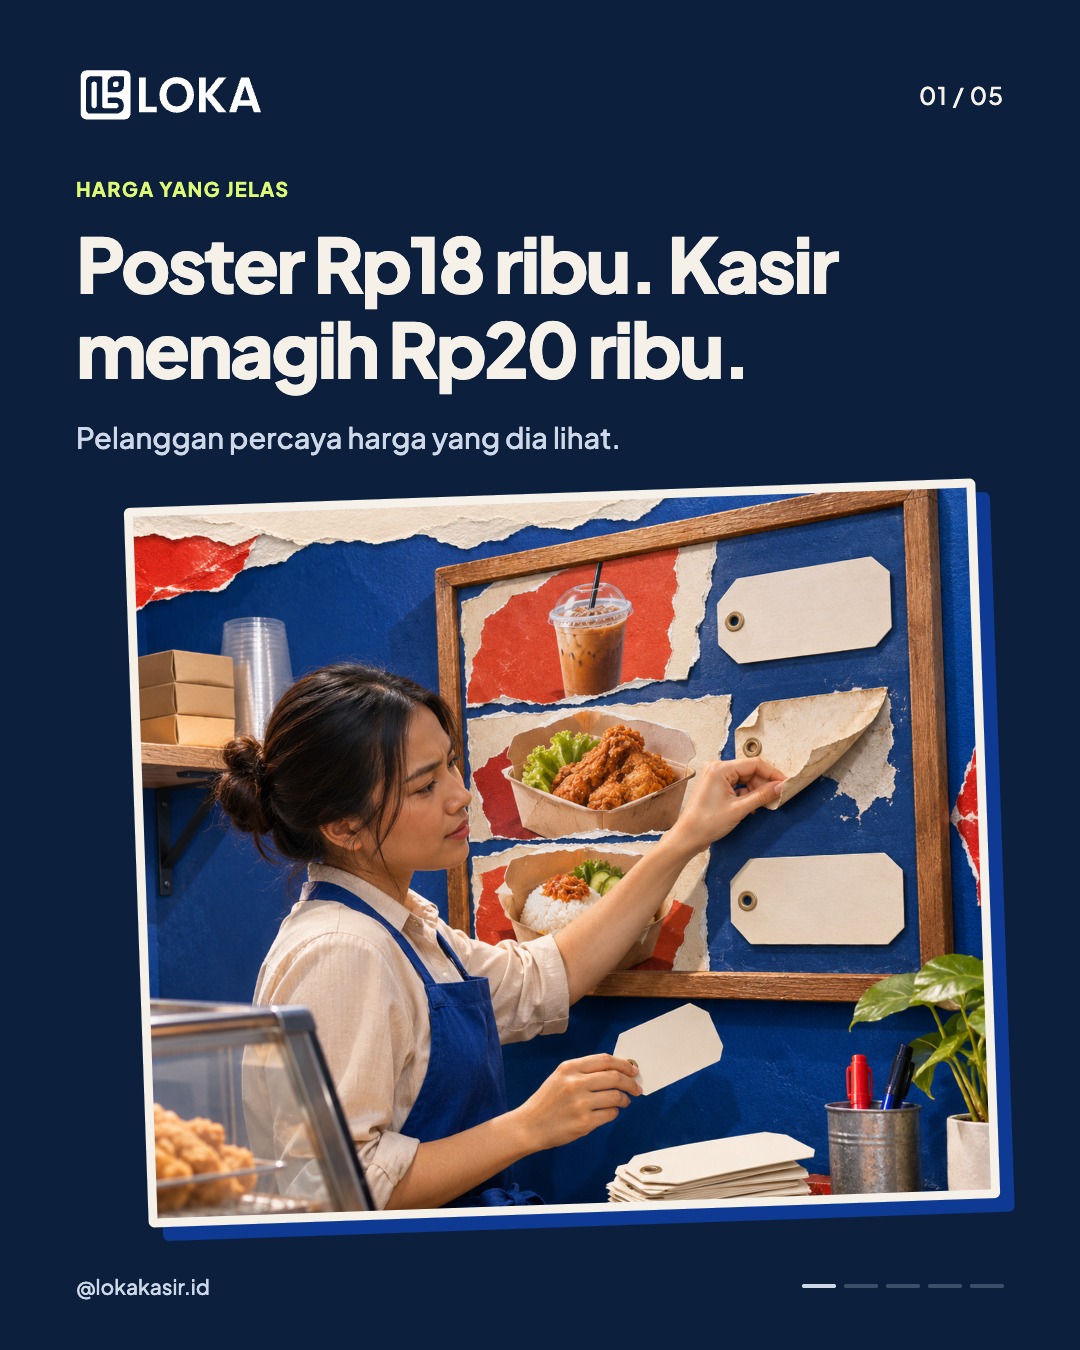 LOKA
01 / 05
HARGA YANG JELAS
Poster Rp18 ribu. Kasir
menagih Rp20 ribu.
Pelanggan percaya harga yang dia lihat.
@lokakasir.id